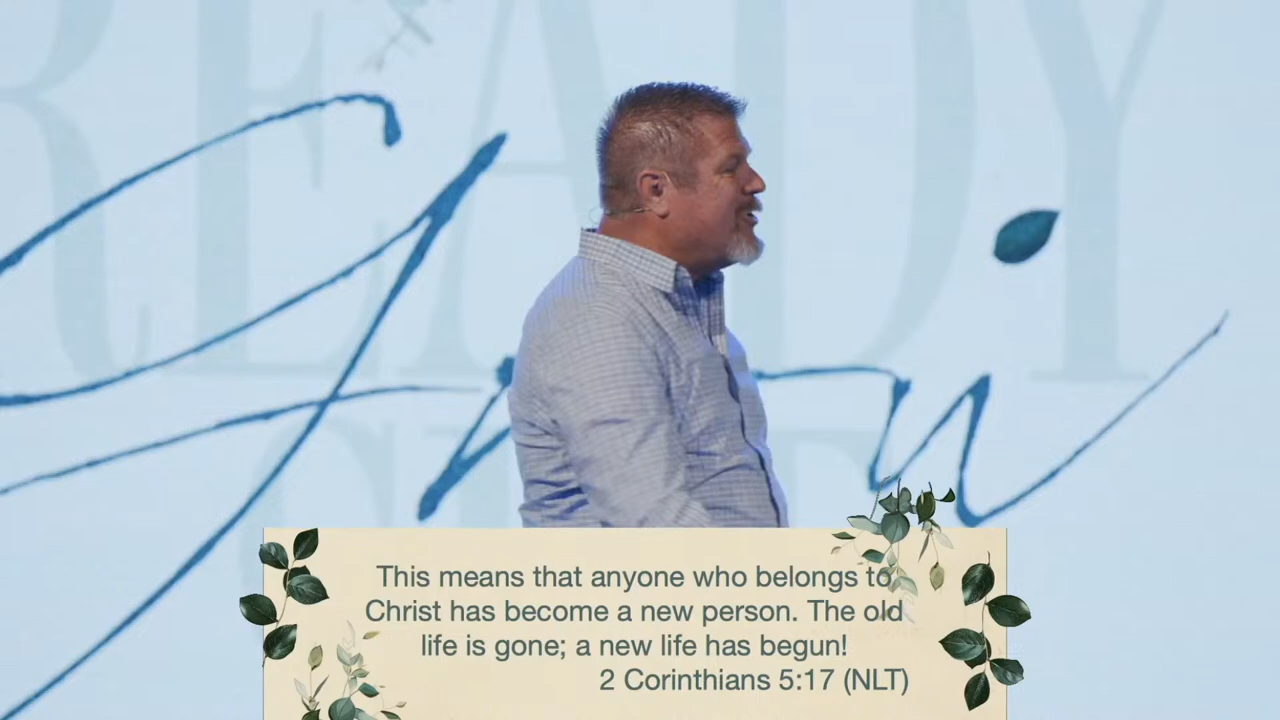 READY
This means that anyone who belongs to
Christ has become a new person. The old
life is gone; a new life has begun!
2 Corinthians 5:17 (NLT)